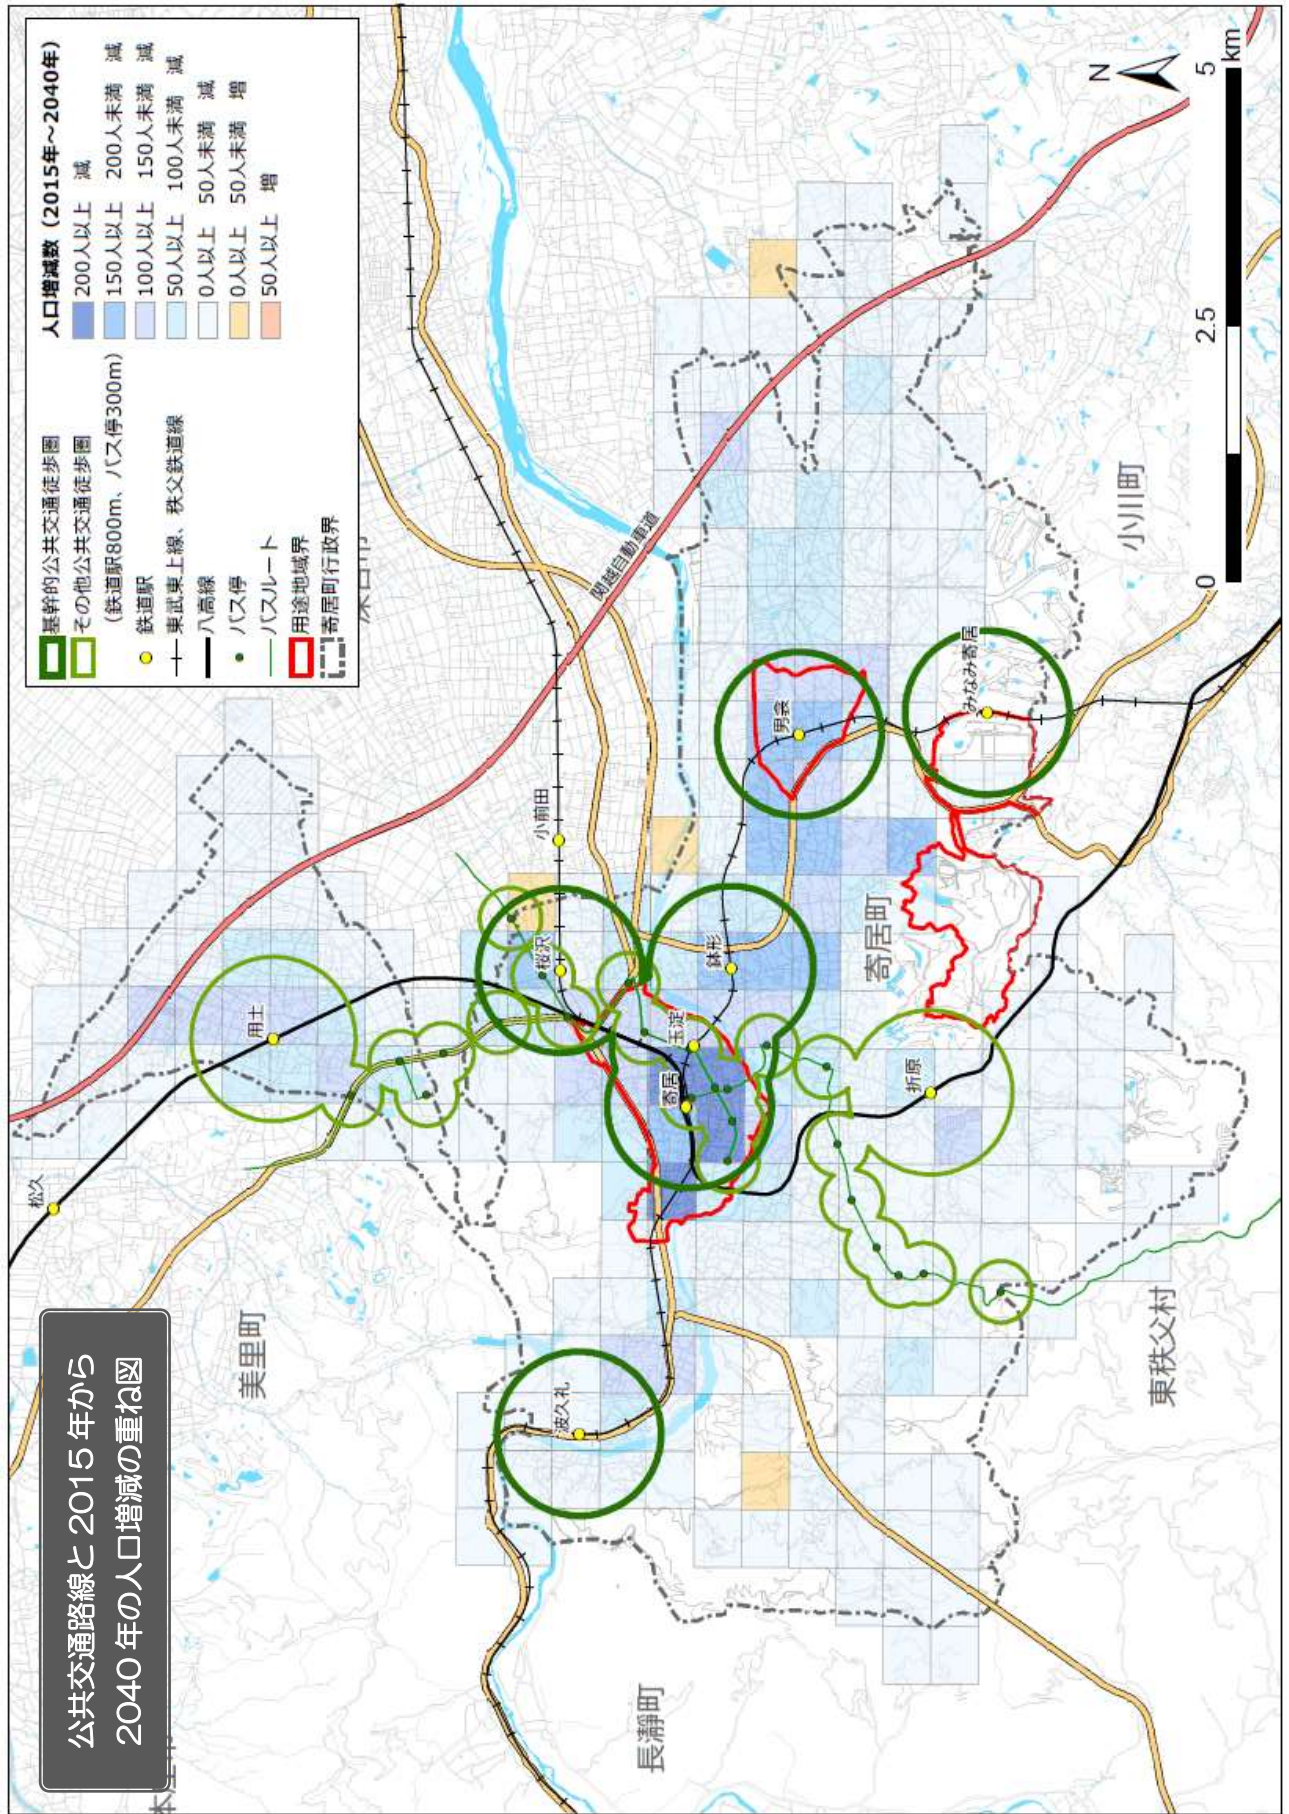 公共交通路線と2015年から
2040年の人口増減の重ね図
基幹的公共交通徒歩圏
その他公共交通徒歩圏
(鉄道駅800m、バス停300m)
鉄道駅
東武東上線、秩父鉄道線
八高線
バス停
バスルート
用途地域界
寄居町行政界
人口増減数（2015年～2040年）
200人以上 減
150人以上 200人未満 減
100人以上 150人未満 減
50人以上 100人未満 減
0人以上 50人未満 減
0人以上 50人未満 増
50人以上 増
美里町
松久
用土
小前田
桜沢
関越自動車道
波久礼
寄居
玉淀
鉢形
男衾
みなみ寄居
寄居町
折原
小川町
東秩父村
長瀞町
N
0 2.5 5
km